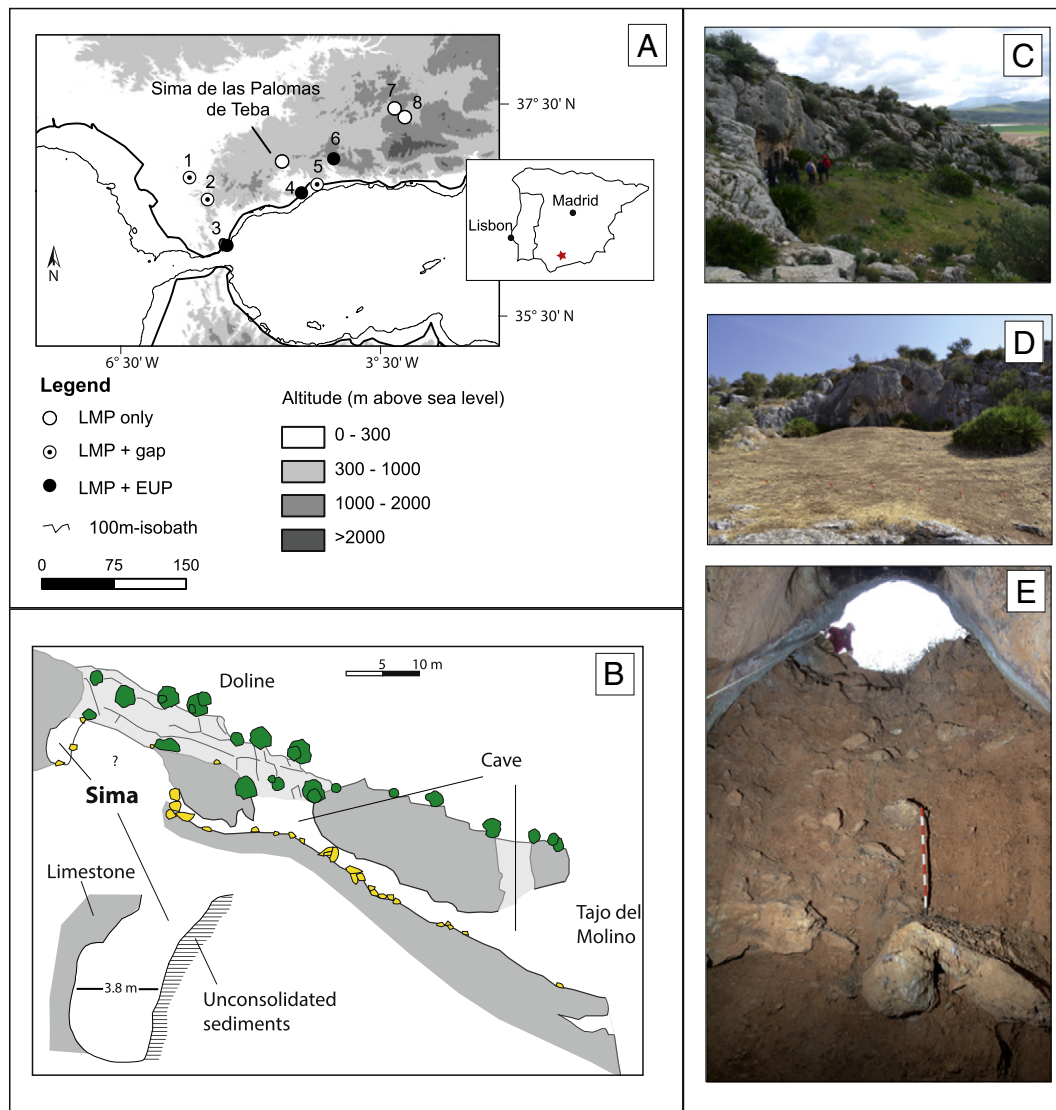 A
Sima de las Palomas
de Teba
1
2
3
4
5
6
7
8
37° 30' N
35° 30' N
6° 30' W
3° 30' W
N
Lisbon
Madrid
Legend
LMP only
LMP + gap
LMP + EUP
100m-isobath
0 75 150
Altitude (m above sea level)
0 - 300
300 - 1000
1000 - 2000
>2000
B
5 10 m
Doline
Cave
?
Sima
Limestone
3.8 m
Unconsolidated
sediments
Tajo del
Molino
C
D
E